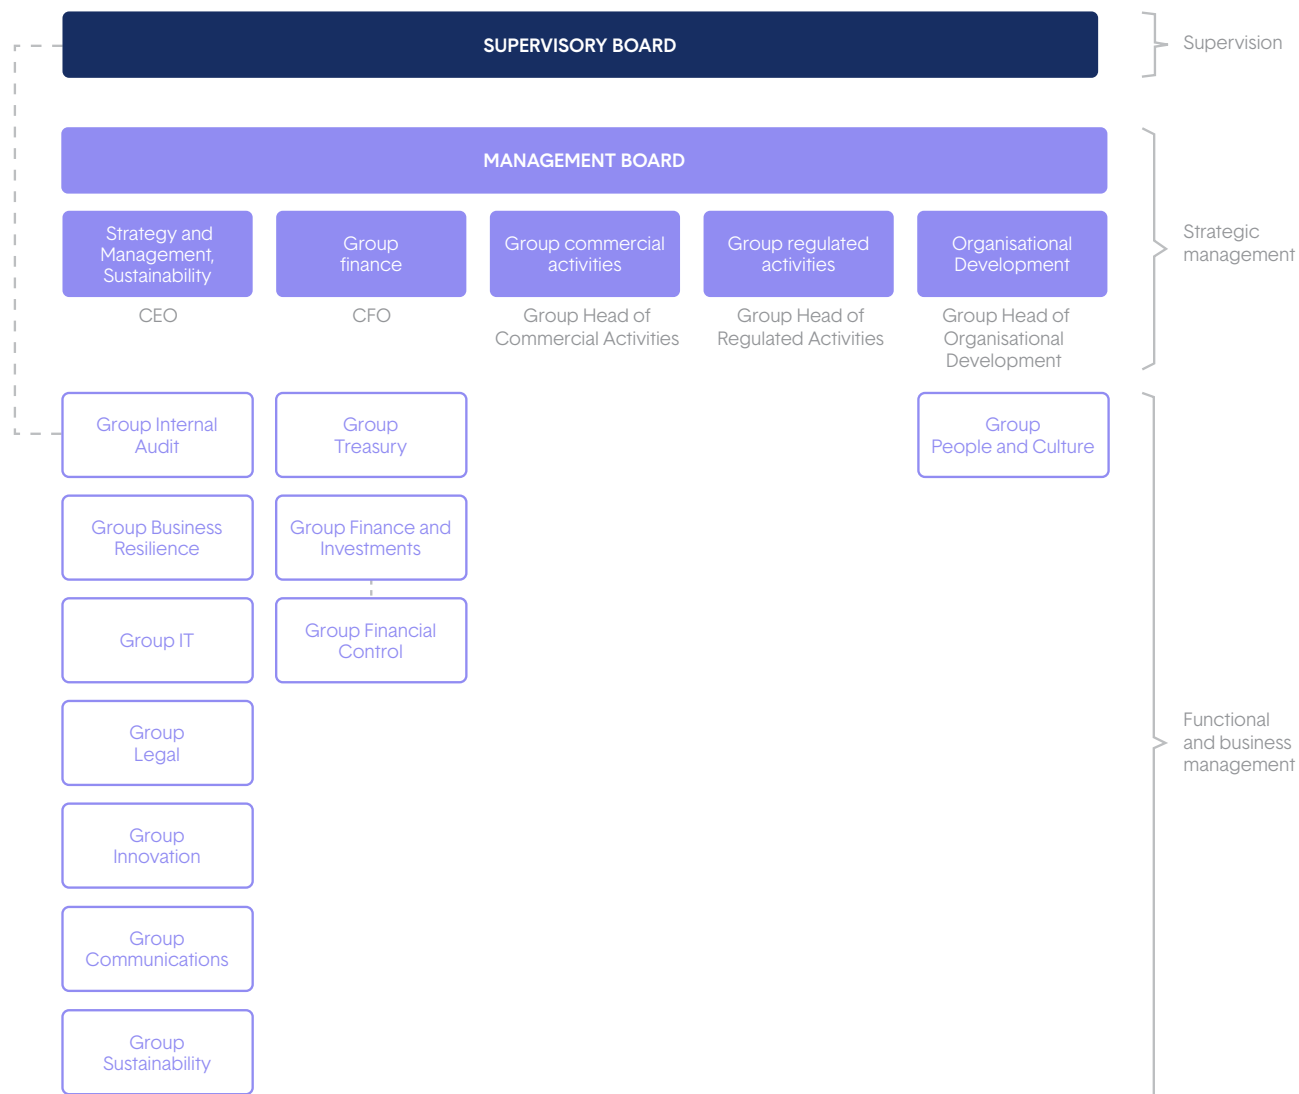 SUPERVISORY BOARD
Supervision
MANAGEMENT BOARD
Strategy and
Management,
Sustainability
CEO
Group
finance
CFO
Group commercial
activities
Group Head of
Commercial Activities
Group regulated
activities
Group Head of
Regulated Activities
Organisational
Development
Group Head of
Organisational
Development
Strategic
management
Group Internal
Audit
Group Business
Resilience
Group IT
Group
Legal
Group
Innovation
Group
Communications
Group
Sustainability
Group
Treasury
Group Finance and
Investments
Group Financial
Control
Group
People and Culture
Functional
and business
management